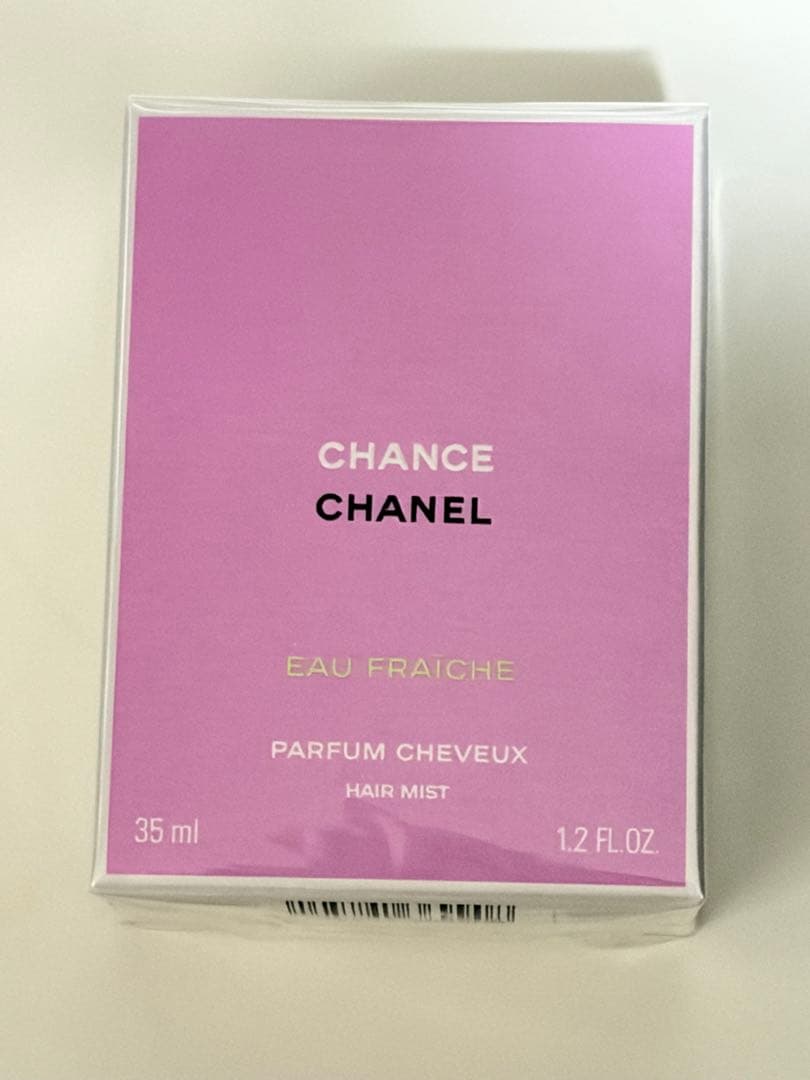 CHANCE
CHANEL
EAU FRAÎCHE
PARFUM CHEVEUX
HAIR MIST
35 ml
1.2 FL.OZ.